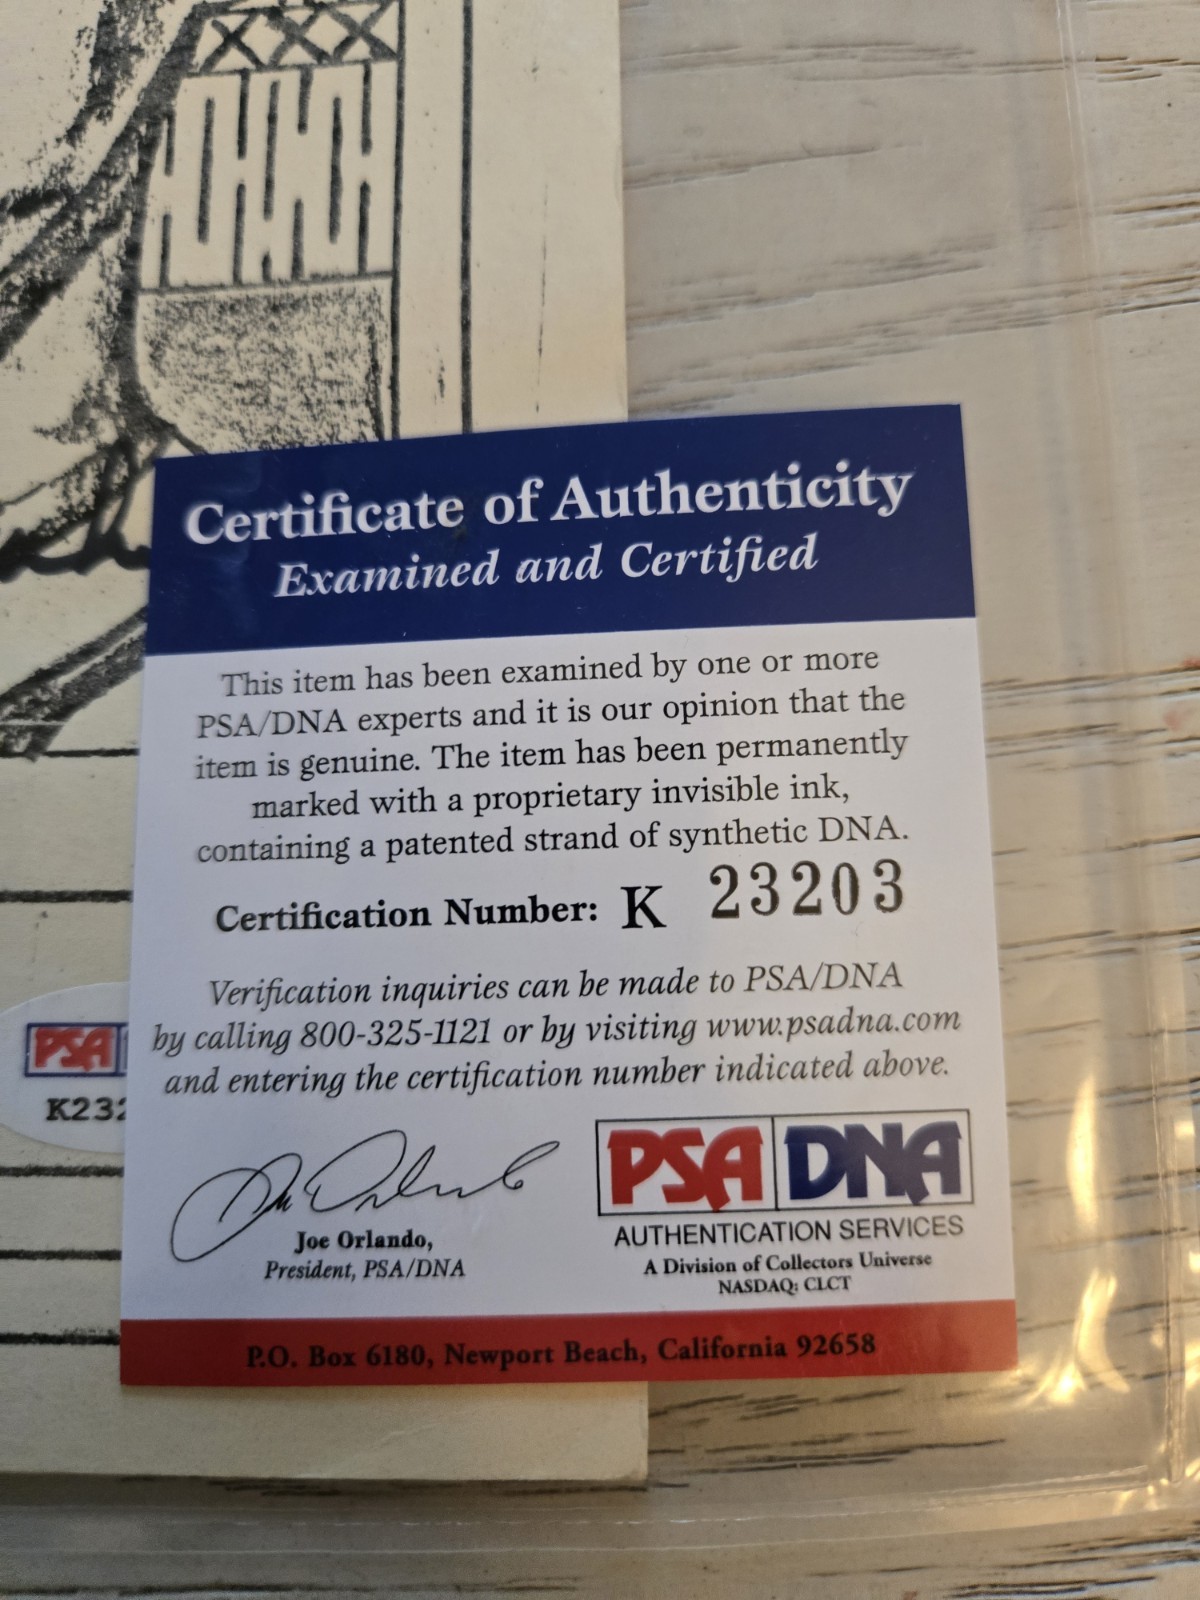 Certificate of Authenticity
Examined and Certified
This item has been examined by one or more
PSA/DNA experts and it is our opinion that the
item is genuine. The item has been permanently
marked with a proprietary invisible ink,
containing a patented strand of synthetic DNA.
Certification Number: K 23203
Verification inquiries can be made to PSA/DNA
by calling 800-325-1121 or by visiting www.psadna.com
and entering the certification number indicated above.
PSA
K232
Joe Orlando,
President, PSA/DNA
PSA DNA
AUTHENTICATION SERVICES
A Division of Collectors Universe
NASDAQ: CLCT
P.O. Box 6180, Newport Beach, California 92658